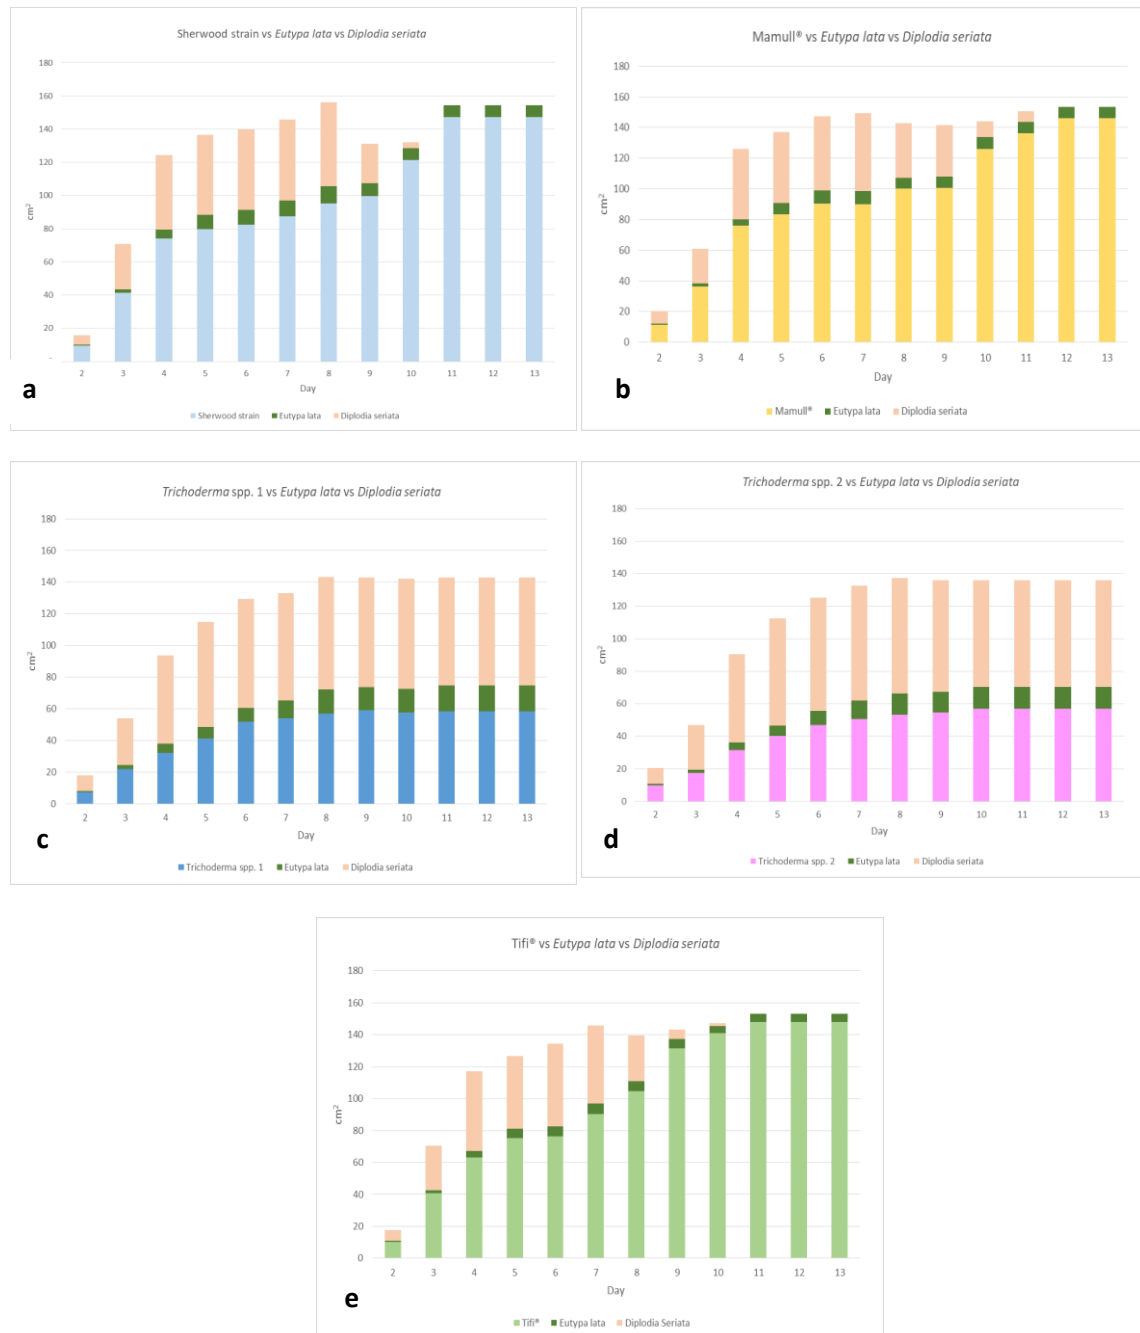 Sherwood strain vs Eutypa lata vs Diplodia seriata
180
160
140
120
100
80
60
40
20
-
cm²
2 3 4 5 6 7 8 9 10 11 12 13
Day
Sherwood strain Eutypa lata Diplodia seriata
a
Mamull® vs Eutypa lata vs Diplodia seriata
180
160
140
120
100
80
60
40
20
0
cm²
2 3 4 5 6 7 8 9 10 11 12 13
Day
Mamull® Eutypa lata Diplodia seriata
b
Trichoderma spp. 1 vs Eutypa lata vs Diplodia seriata
180
160
140
120
100
80
60
40
20
0
cm²
2 3 4 5 6 7 8 9 10 11 12 13
Day
Trichoderma spp. 1 Eutypa lata Diplodia seriata
c
Trichoderma spp. 2 vs Eutypa lata vs Diplodia seriata
180
160
140
120
100
80
60
40
20
0
cm²
2 3 4 5 6 7 8 9 10 11 12 13
Day
Trichoderma spp. 2 Eutypa lata Diplodia seriata
d
Tifi® vs Eutypa lata vs Diplodia seriata
180
160
140
120
100
80
60
40
20
0
cm²
2 3 4 5 6 7 8 9 10 11 12 13
Day
Tifi® Eutypa lata Diplodia Seriata
e